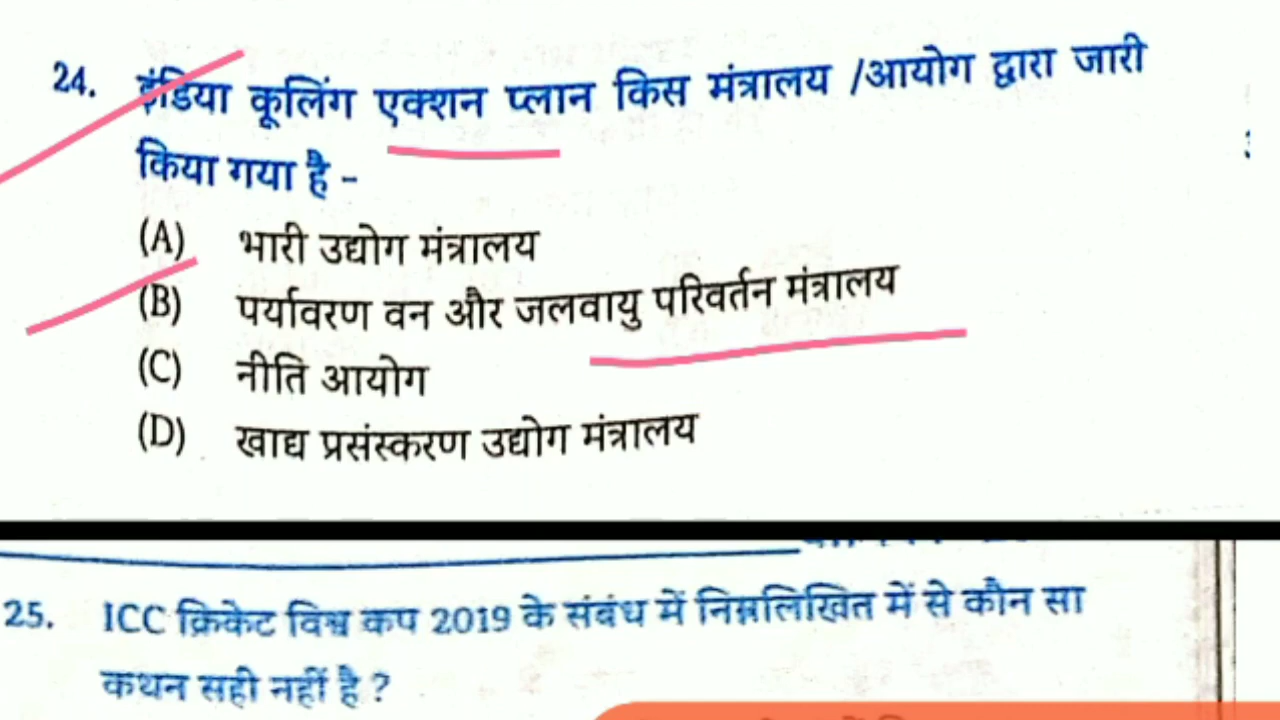 24. इंडिया कूलिंग एक्शन प्लान किस मंत्रालय /आयोग द्वारा जारी
किया गया है -
(A) भारी उद्योग मंत्रालय
(B) पर्यावरण वन और जलवायु परिवर्तन मंत्रालय
(C) नीति आयोग
(D) खाद्य प्रसंस्करण उद्योग मंत्रालय
25. ICC क्रिकेट विश्व कप 2019 के संबंध में निम्नलिखित में से कौन सा
कथन सही नहीं है ?